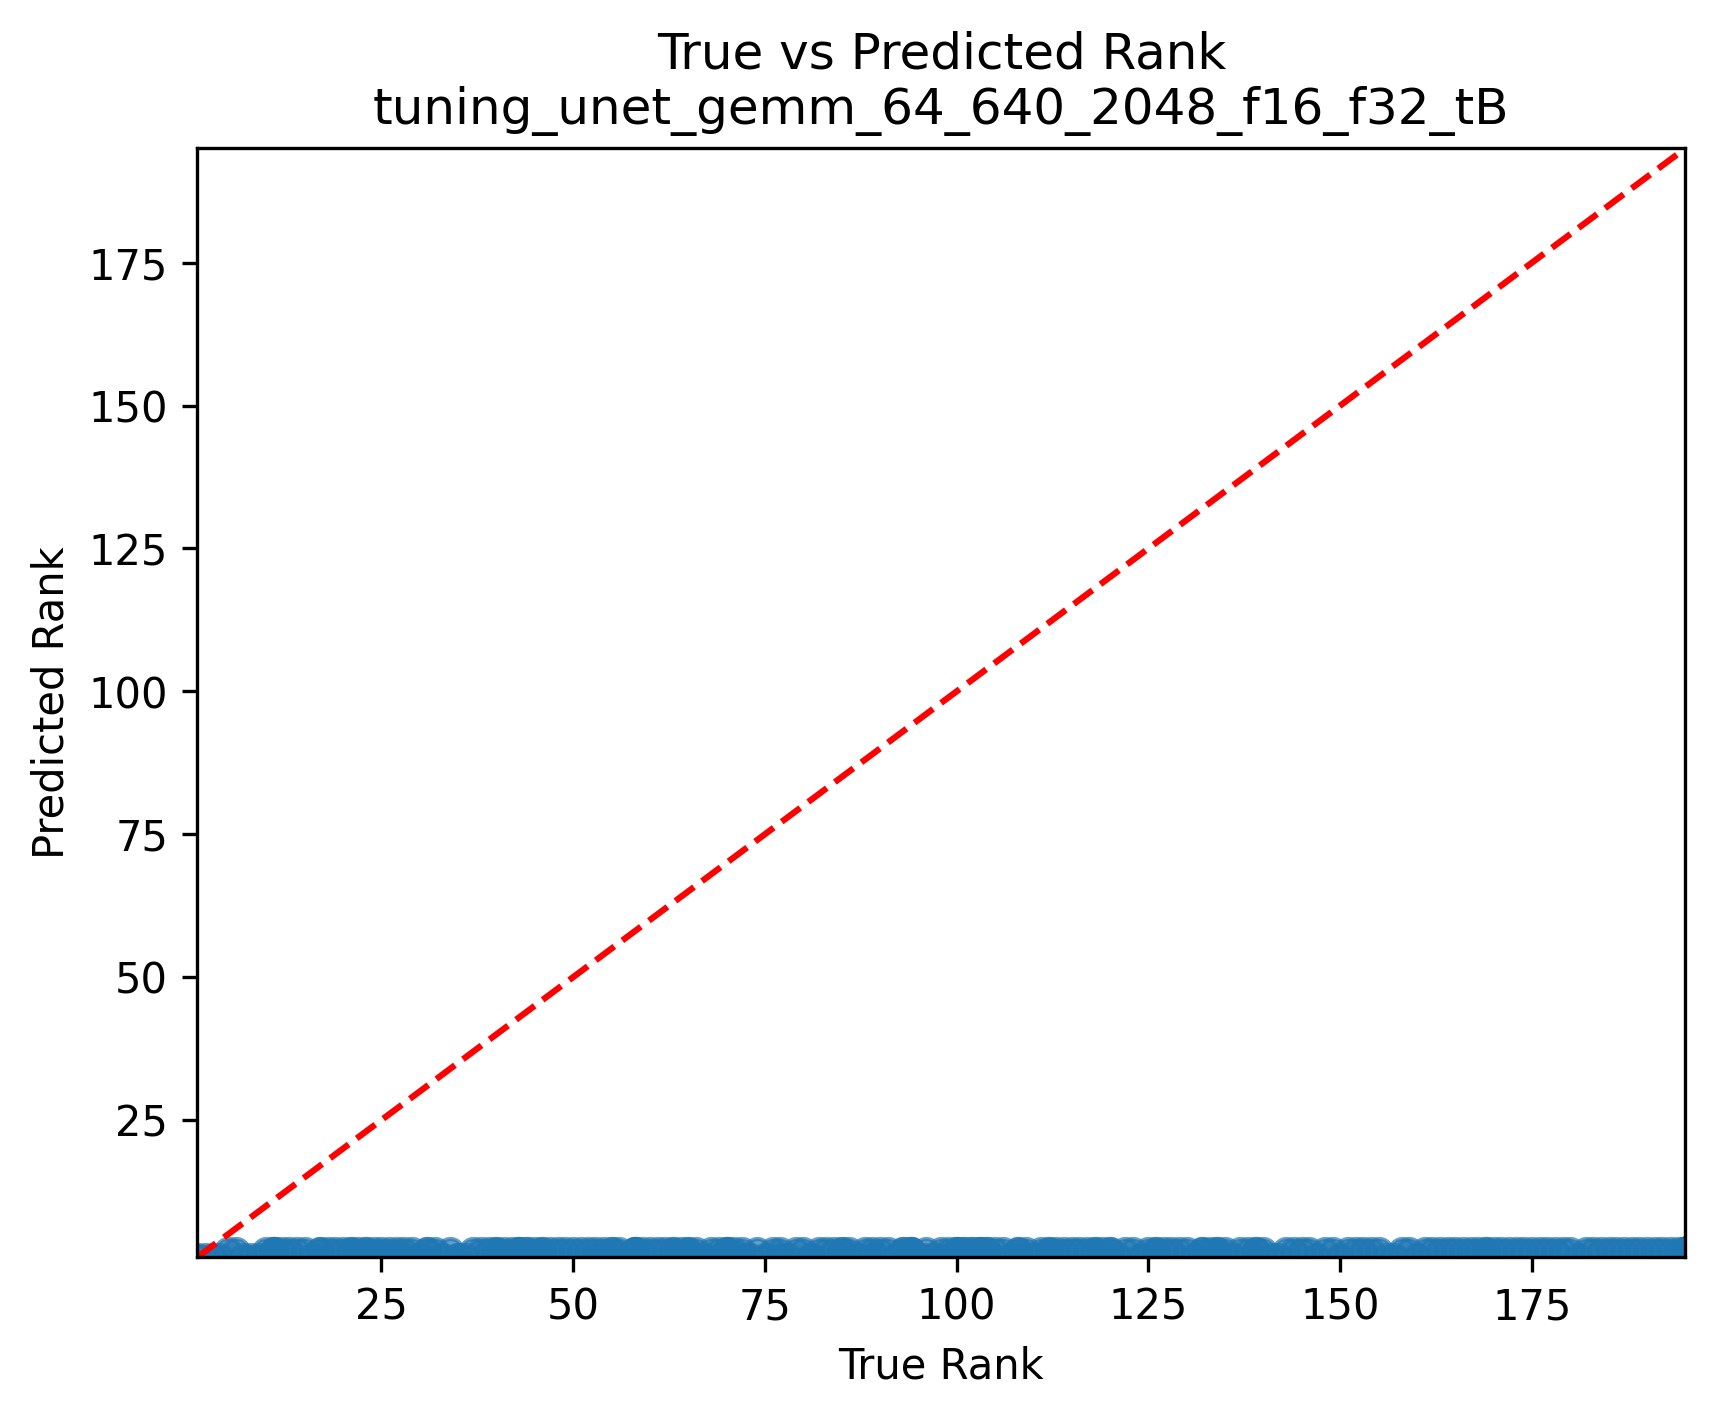 True vs Predicted Rank
tuning_unet_gemm_64_640_2048_f16_f32_tB
175
150
125
100
75
50
25
Predicted Rank
25 50 75 100 125 150 175
True Rank